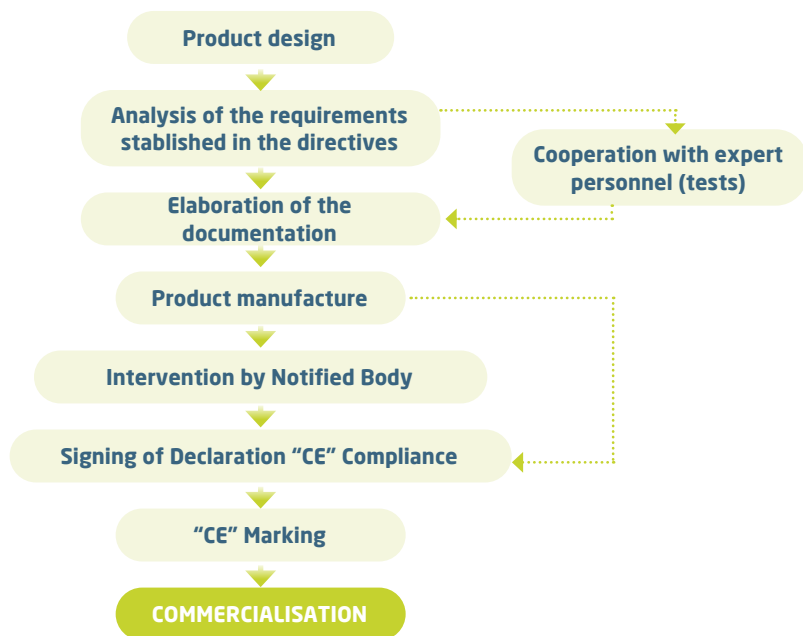 Product design
Analysis of the requirements
stablished in the directives
Cooperation with expert
personnel (tests)
Elaboration of the
documentation
Product manufacture
Intervention by Notified Body
Signing of Declaration “CE” Compliance
“CE” Marking
COMMERCIALISATION